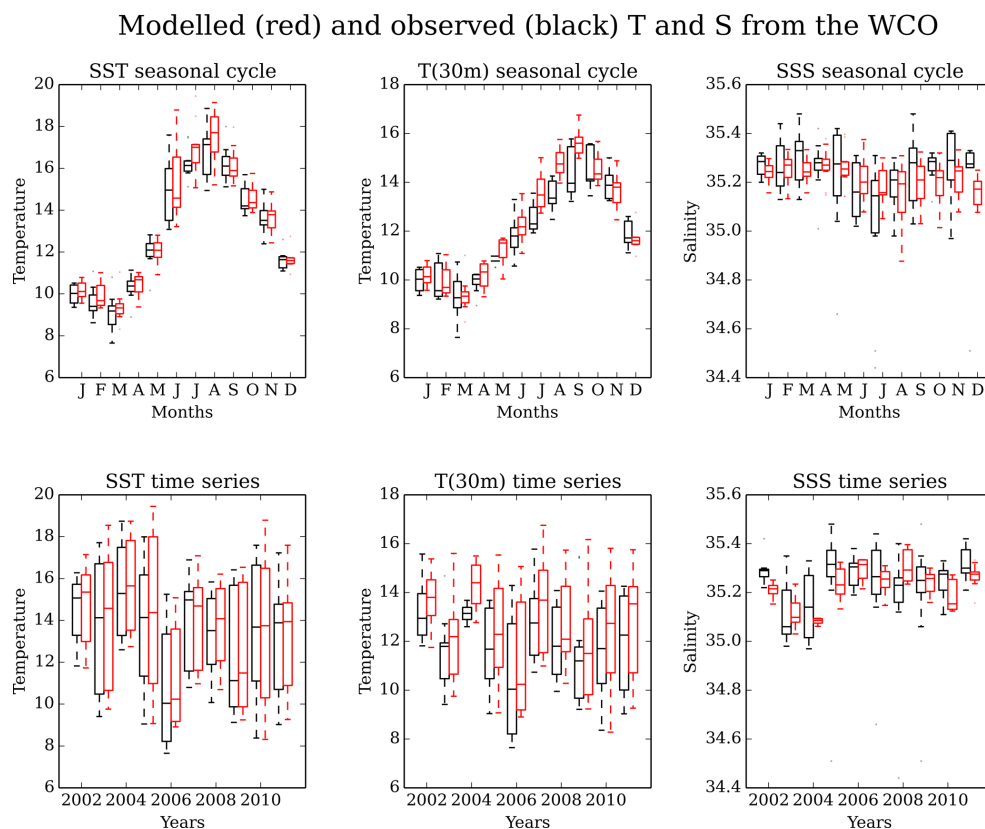 Modelled (red) and observed (black) T and S from the WCO
SST seasonal cycle
20
18
16
14
12
10
8
6
Temperature
J F M A M J J A S O N D
Months
T(30m) seasonal cycle
18
16
14
12
10
8
6
Temperature
J F M A M J J A S O N D
Months
SSS seasonal cycle
35.6
35.4
35.2
35.0
34.8
34.6
34.4
Salinity
J F M A M J J A S O N D
Months
SST time series
20
18
16
14
12
10
8
6
Temperature
2002 2004 2006 2008 2010
Years
T(30m) time series
18
16
14
12
10
8
6
Temperature
2002 2004 2006 2008 2010
Years
SSS time series
35.6
35.4
35.2
35.0
34.8
34.6
34.4
Salinity
2002 2004 2006 2008 2010
Years